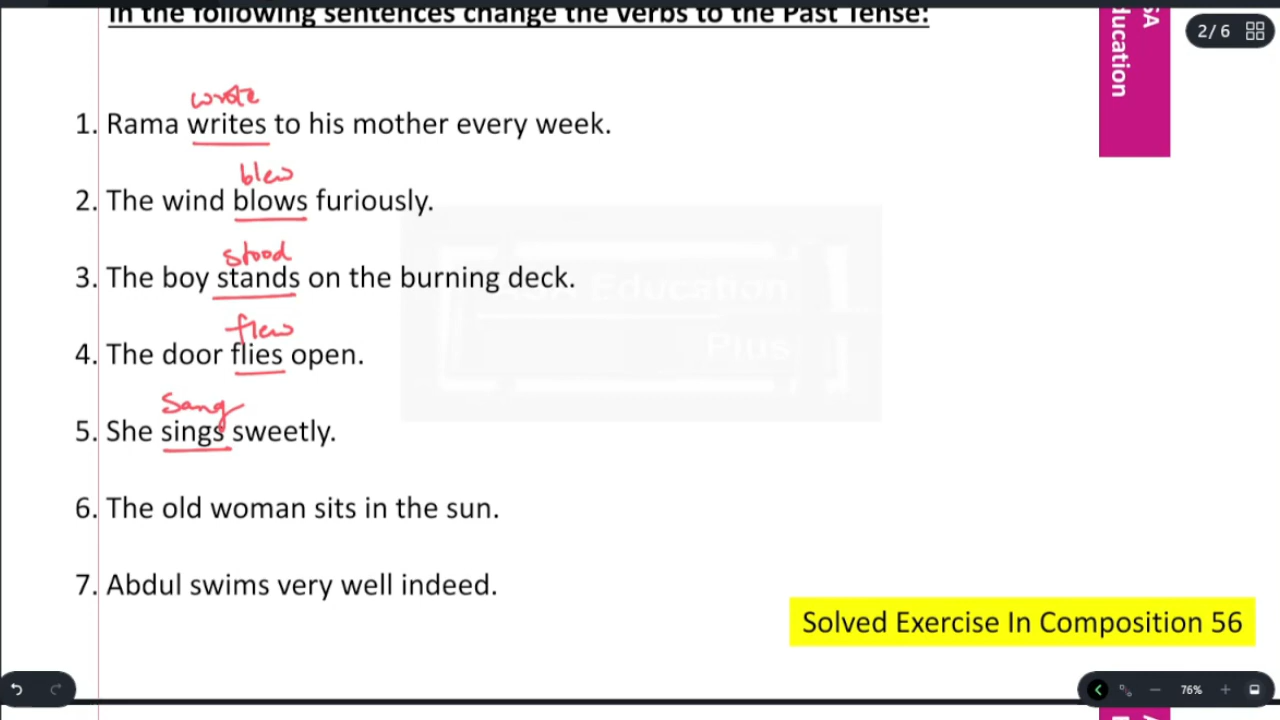 In the following sentences change the verbs to the Past Tense:
2/6
wrote
1. Rama writes to his mother every week.
blew
2. The wind blows furiously.
stood
3. The boy stands on the burning deck.
flew
4. The door flies open.
sang
5. She sings sweetly.
6. The old woman sits in the sun.
7. Abdul swims very well indeed.
Education
Plus
Solved Exercise In Composition 56
76%